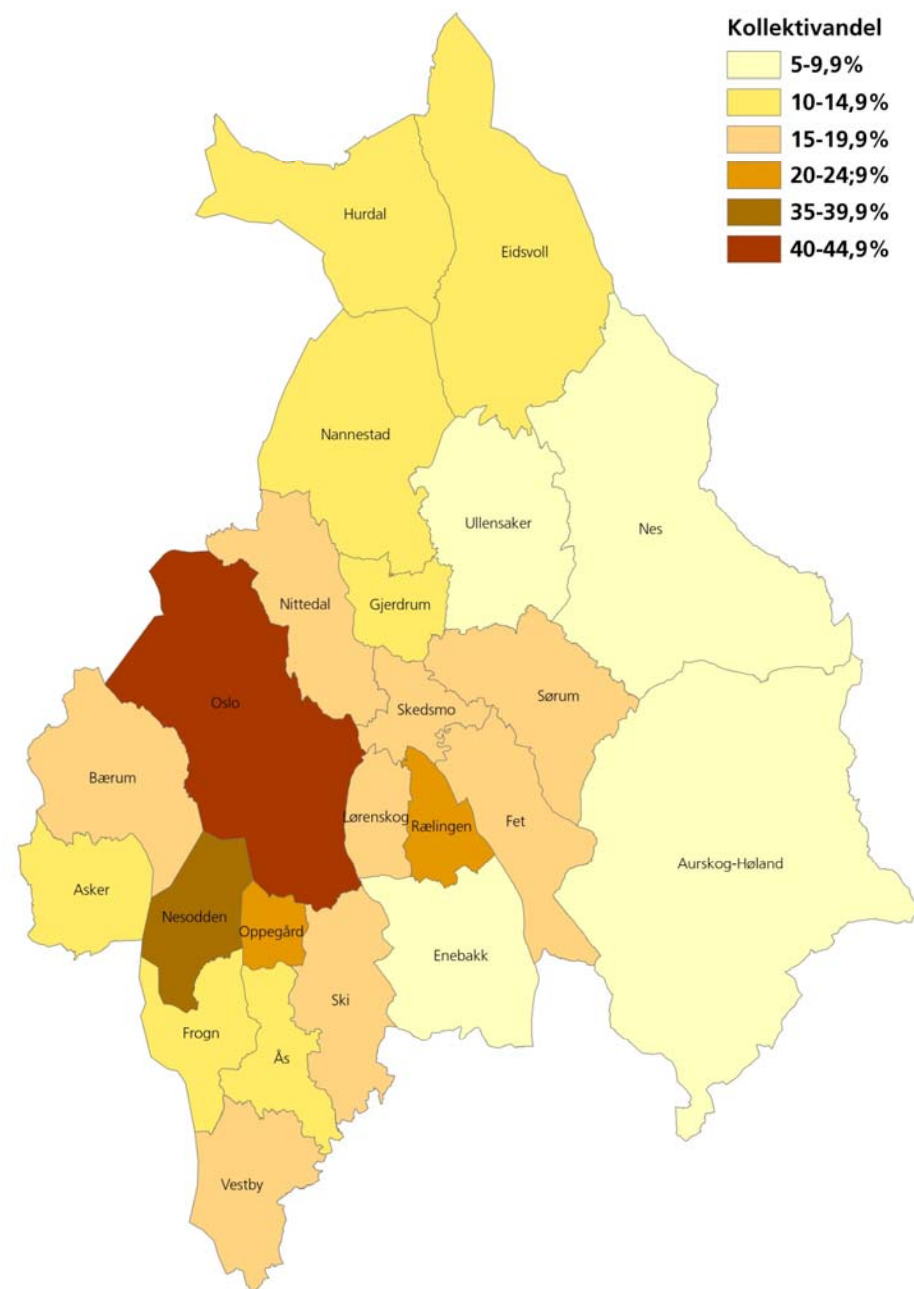 Kollektivandel
5-9,9%
10-14,9%
15-19,9%
20-24;9%
35-39,9%
40-44,9%
Hurdal
Eidsvoll
Nannestad
Ullensaker
Nes
Nittedal
Gjerdrum
Oslo
Skedsmo
Sørum
Bærum
Lørenskog
Rælingen
Fet
Aurskog-Høland
Asker
Nesodden
Oppegård
Enebakk
Ski
Frogn
Ås
Vestby